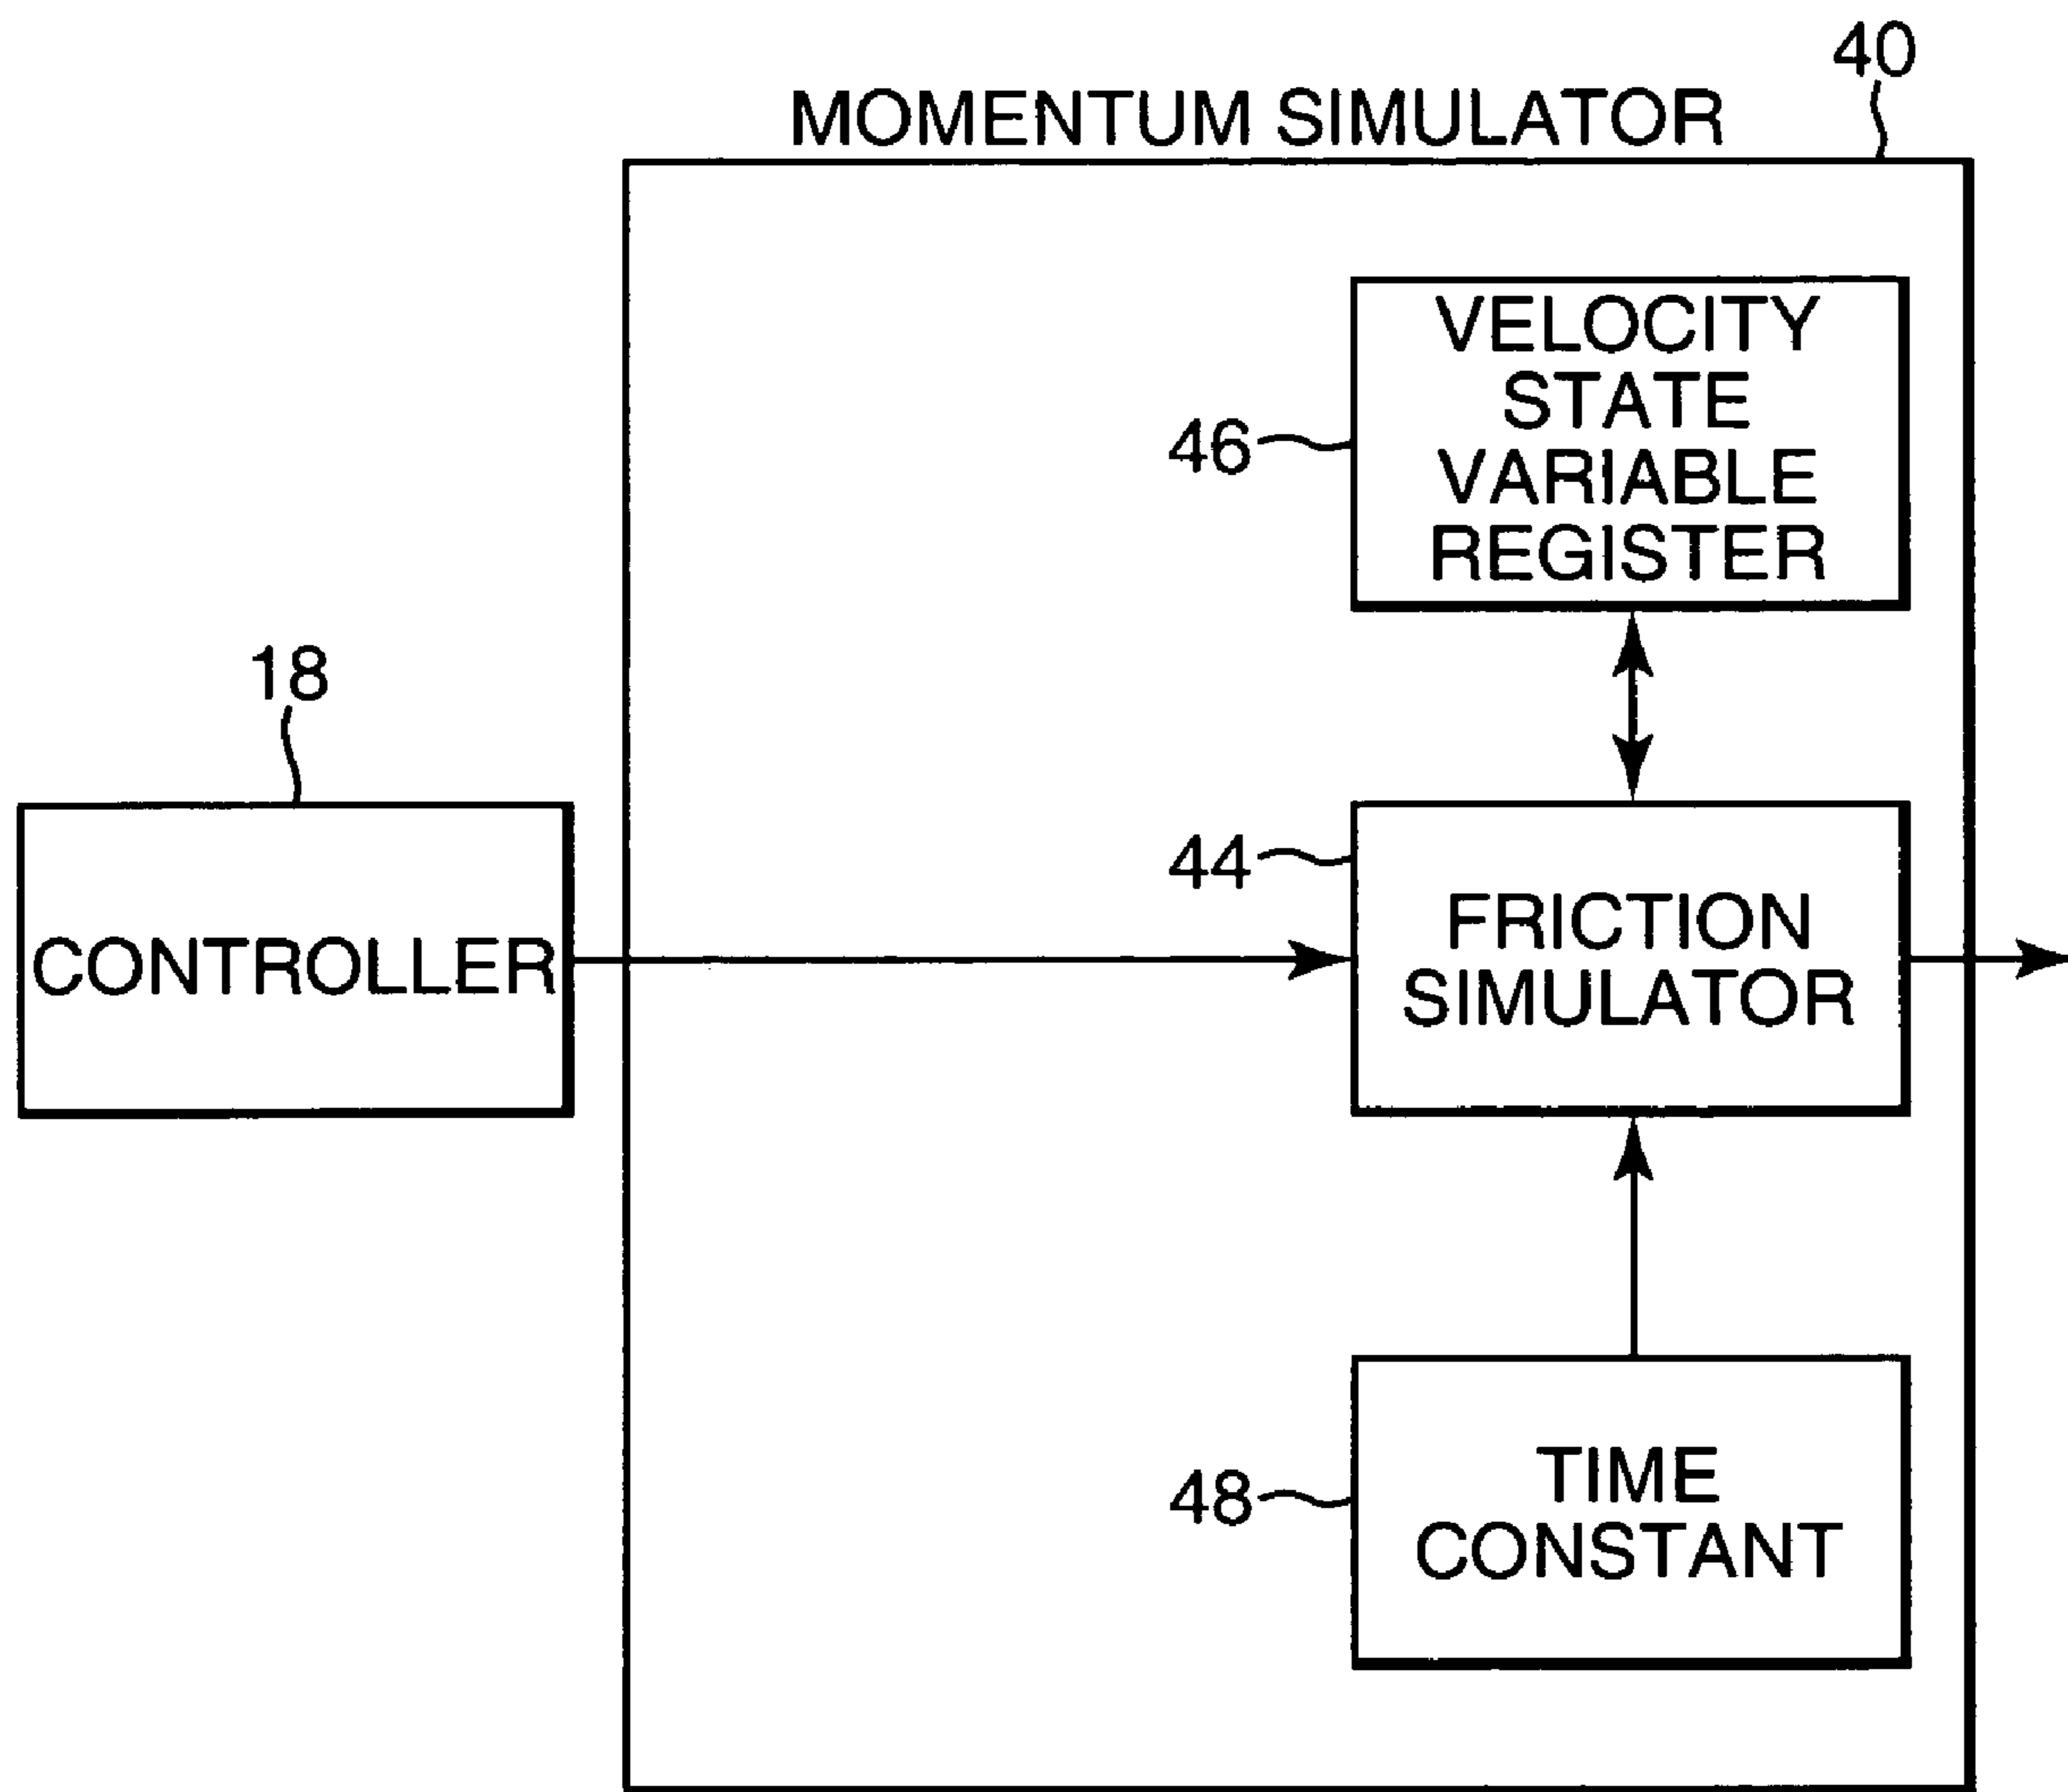 40
MOMENTUM SIMULATOR
VELOCITY
STATE
VARIABLE
REGISTER
46
18
44
FRICTION
SIMULATOR
CONTROLLER
48
TIME
CONSTANT